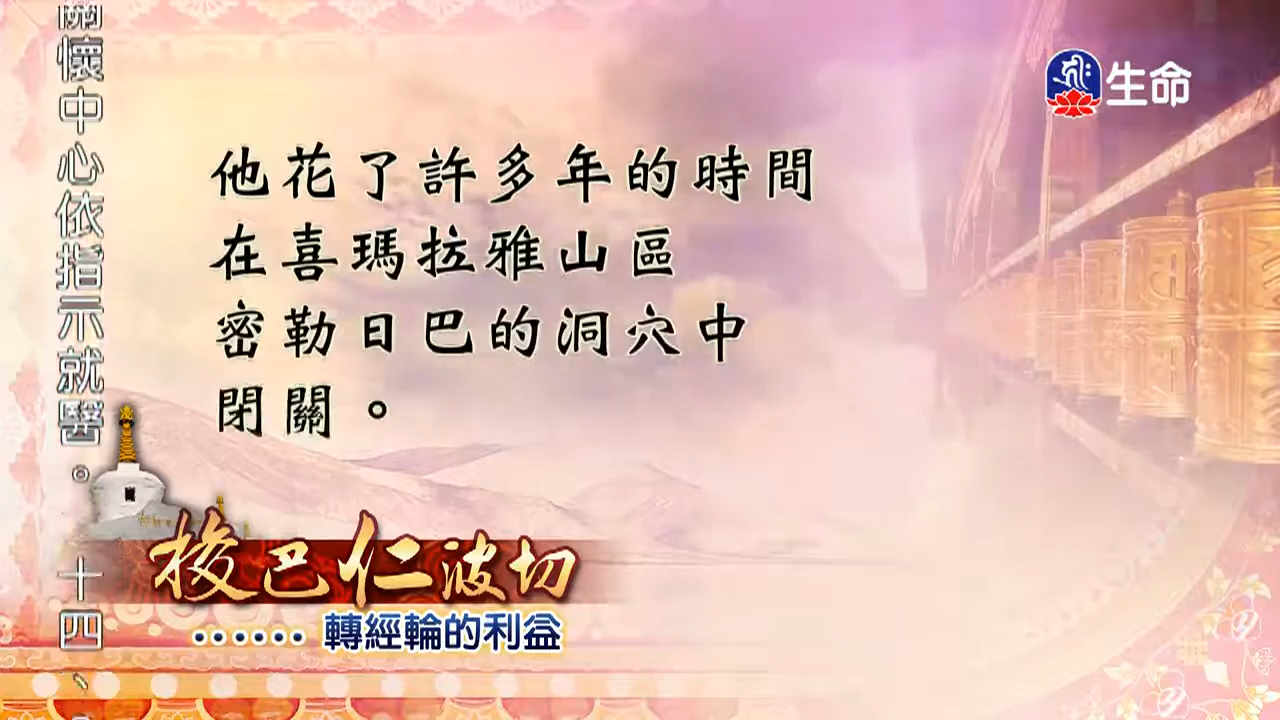 關懷中心依指示就醫。 十四、
生命
他花了許多年的時間
在喜瑪拉雅山區
密勒日巴的洞穴中
閉關。
梭巴仁波切
······轉經輪的利益